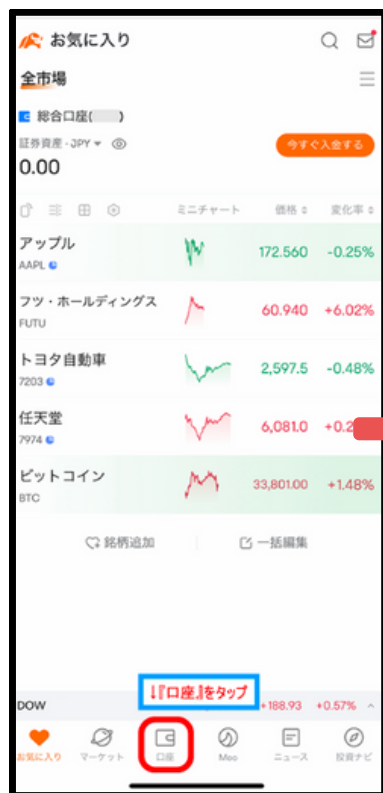 お気に入り
全市場
総合口座( )
証券資産・JPY
今すぐ入金する
0.00
ミニチャート 価格 変化率
アップル
AAPL
172.560 -0.25%
フツ・ホールディングス
FUTU
60.940 +6.02%
トヨタ自動車
7203
2,597.5 -0.48%
任天堂
7974
6,081.0 +0.2
ビットコイン
BTC
33,801.00 +1.48%
銘柄追加 一括編集
↓『口座』をタップ
DOW +188.93 +0.57%
お気に入り マーケット 口座 Moo ニュース 投資ナビ